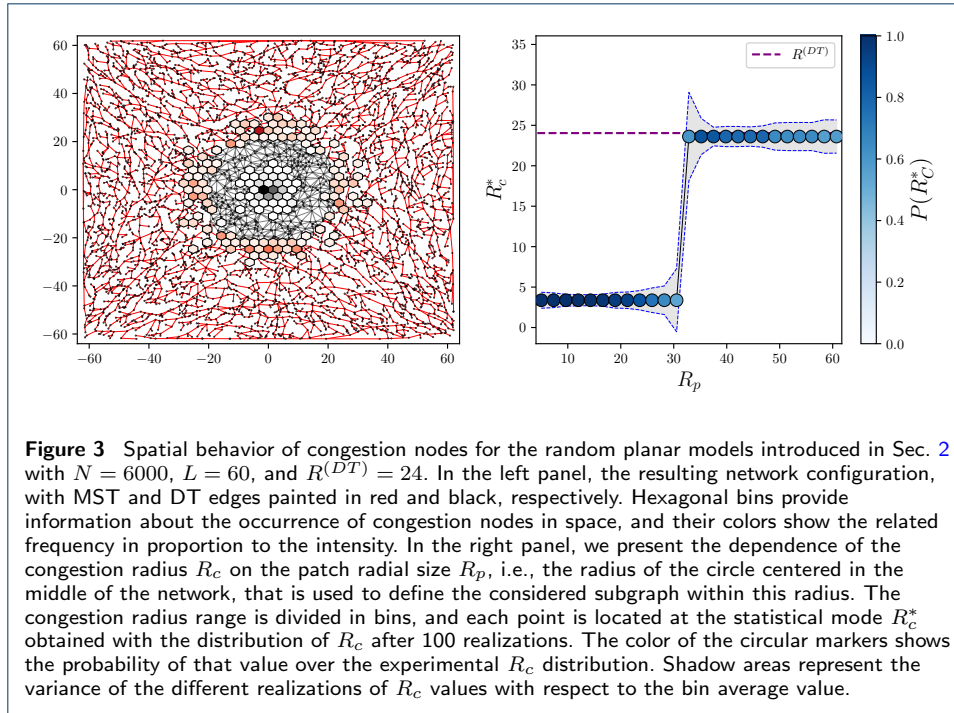 60
40
20
0
−20
−40
−60
−60
−40
−20
0
20
40
60
35
30
25
20
15
10
5
0
R_c^*
10
20
30
40
50
60
R_p
R^{(DT)}
1.0
0.8
0.6
0.4
0.2
0.0
P(R_C^*)
Figure 3 Spatial behavior of congestion nodes for the random planar models introduced in Sec. 2
with N = 6000, L = 60, and R^{(DT)} = 24. In the left panel, the resulting network configuration,
with MST and DT edges painted in red and black, respectively. Hexagonal bins provide
information about the occurrence of congestion nodes in space, and their colors show the related
frequency in proportion to the intensity. In the right panel, we present the dependence of the
congestion radius R_c on the patch radial size R_p, i.e., the radius of the circle centered in the
middle of the network, that is used to define the considered subgraph within this radius. The
congestion radius range is divided in bins, and each point is located at the statistical mode R_c^*
obtained with the distribution of R_c after 100 realizations. The color of the circular markers shows
the probability of that value over the experimental R_c distribution. Shadow areas represent the
variance of the different realizations of R_c values with respect to the bin average value.